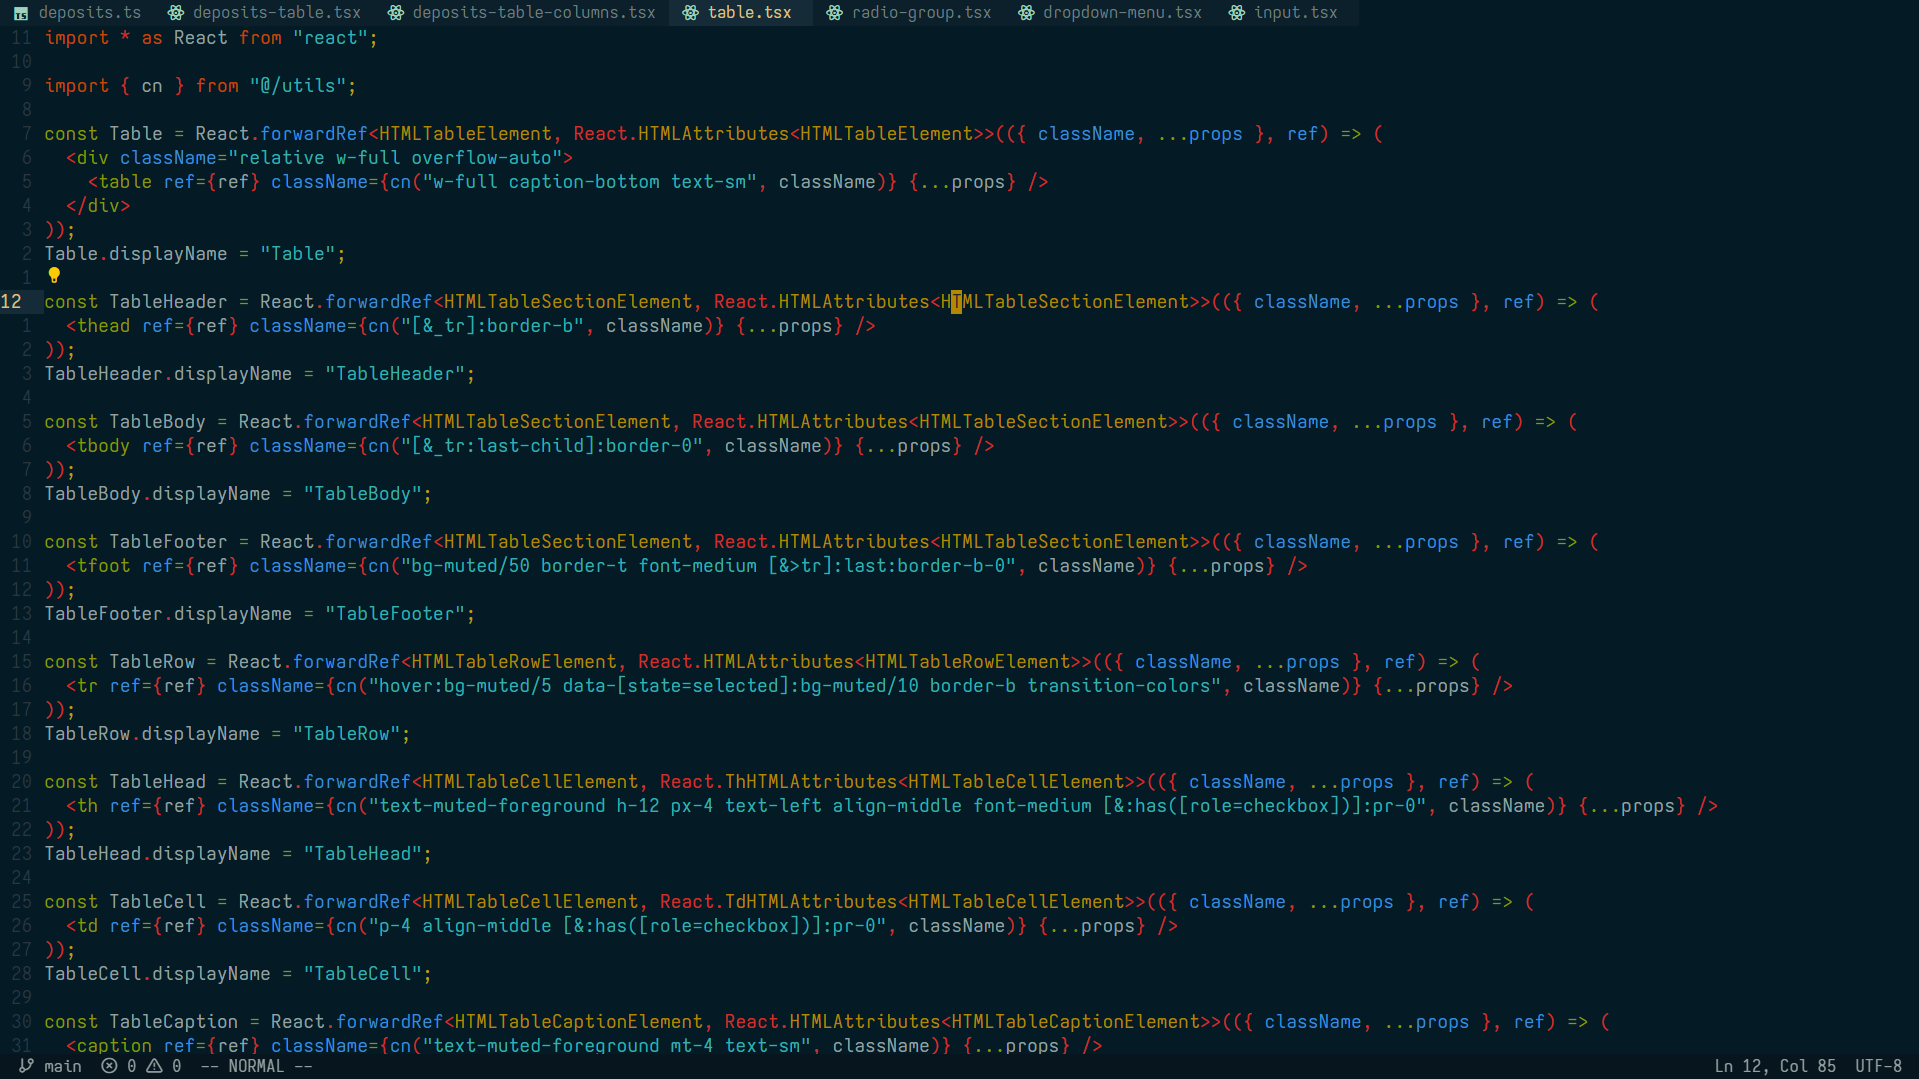 deposits.ts deposits-table.tsx deposits-table-columns.tsx table.tsx radio-group.tsx dropdown-menu.tsx input.tsx
11 import * as React from "react";
10
9 import { cn } from "@/utils";
8
7 const Table = React.forwardRef<HTMLTableElement, React.HTMLAttributes<HTMLTableElement>>(({ className, ...props }, ref) => (
6   <div className="relative w-full overflow-auto">
5     <table ref={ref} className={cn("w-full caption-bottom text-sm", className)} {...props} />
4   </div>
3 ));
2 Table.displayName = "Table";
1
12 const TableHeader = React.forwardRef<HTMLTableSectionElement, React.HTMLAttributes<HTMLTableSectionElement>>(({ className, ...props }, ref) => (
1   <thead ref={ref} className={cn("[&_tr]:border-b", className)} {...props} />
2 ));
3 TableHeader.displayName = "TableHeader";
4
5 const TableBody = React.forwardRef<HTMLTableSectionElement, React.HTMLAttributes<HTMLTableSectionElement>>(({ className, ...props }, ref) => (
6   <tbody ref={ref} className={cn("[&_tr:last-child]:border-0", className)} {...props} />
7 ));
8 TableBody.displayName = "TableBody";
9
10 const TableFooter = React.forwardRef<HTMLTableSectionElement, React.HTMLAttributes<HTMLTableSectionElement>>(({ className, ...props }, ref) => (
11   <tfoot ref={ref} className={cn("bg-muted/50 border-t font-medium [&>tr]:last:border-b-0", className)} {...props} />
12 ));
13 TableFooter.displayName = "TableFooter";
14
15 const TableRow = React.forwardRef<HTMLTableRowElement, React.HTMLAttributes<HTMLTableRowElement>>(({ className, ...props }, ref) => (
16   <tr ref={ref} className={cn("hover:bg-muted/5 data-[state=selected]:bg-muted/10 border-b transition-colors", className)} {...props} />
17 ));
18 TableRow.displayName = "TableRow";
19
20 const TableHead = React.forwardRef<HTMLTableCellElement, React.ThHTMLAttributes<HTMLTableCellElement>>(({ className, ...props }, ref) => (
21   <th ref={ref} className={cn("text-muted-foreground h-12 px-4 text-left align-middle font-medium [&:has([role=checkbox])]:pr-0", className)} {...props} />
22 ));
23 TableHead.displayName = "TableHead";
24
25 const TableCell = React.forwardRef<HTMLTableCellElement, React.TdHTMLAttributes<HTMLTableCellElement>>(({ className, ...props }, ref) => (
26   <td ref={ref} className={cn("p-4 align-middle [&:has([role=checkbox])]:pr-0", className)} {...props} />
27 ));
28 TableCell.displayName = "TableCell";
29
30 const TableCaption = React.forwardRef<HTMLTableCaptionElement, React.HTMLAttributes<HTMLTableCaptionElement>>(({ className, ...props }, ref) => (
31   <caption ref={ref} className={cn("text-muted-foreground mt-4 text-sm", className)} {...props} />
main 0 0 -- NORMAL -- Ln 12, Col 85 UTF-8